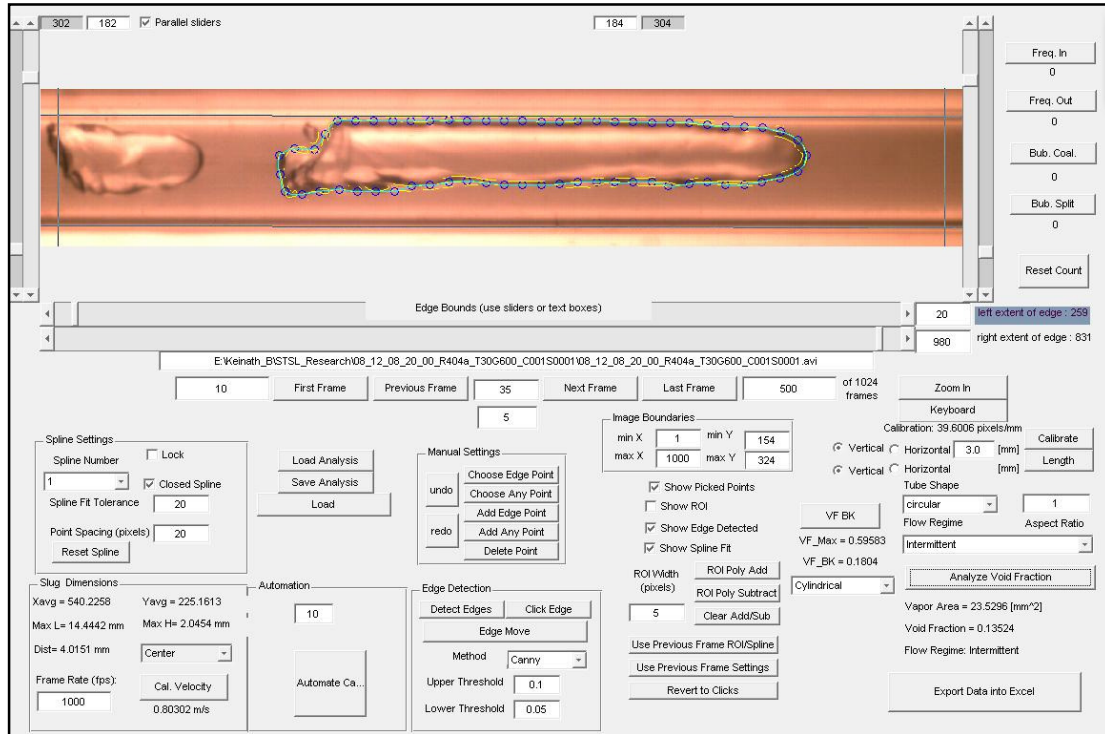 302 182 Parallel sliders 184 304
Freq. In
0
Freq. Out
0
Bub. Coal.
0
Bub. Split
0
Reset Count
Edge Bounds (use sliders or text boxes)
20 left extent of edge : 259
980 right extent of edge : 831
E:\Keinath_B\STSL_Research\08_12_08_20_00_R404a_T30G600_C001S0001\08_12_08_20_00_R404a_T30G600_C001S0001.avi
10 First Frame Previous Frame 35 Next Frame Last Frame 500 of 1024 frames
5
Zoom In
Keyboard
Calibration: 39.6006 pixels/mm
Vertical Horizontal 3.0 [mm] Calibrate
Vertical Horizontal [mm] Length
Tube Shape
circular 1
Flow Regime Aspect Ratio
Intermittent
Analyze Void Fraction
Vapor Area = 23.5296 [mm^2]
Void Fraction = 0.13524
Flow Regime: Intermittent
Export Data into Excel
Image Boundaries
min X 1 min Y 154
max X 1000 max Y 324
Show Picked Points
Show ROI
Show Edge Detected
Show Spline Fit
VF BK
VF_Max = 0.59583
VF_BK = 0.1804
Cylindrical
ROI Width (pixels)
5
ROI Poly Add
ROI Poly Subtract
Clear Add/Sub
Use Previous Frame ROI/Spline
Use Previous Frame Settings
Revert to Clicks
Spline Settings
Spline Number Lock
1 Closed Spline
Spline Fit Tolerance 20
Point Spacing (pixels) 20
Reset Spline
Load Analysis
Save Analysis
Load
Manual Settings
undo
redo
Choose Edge Point
Choose Any Point
Add Edge Point
Add Any Point
Delete Point
Slug Dimensions
Xavg = 540.2258 Yavg = 225.1613
Max L= 14.4442 mm Max H= 2.0454 mm
Dist= 4.0151 mm Center
Frame Rate (fps):
1000
Cal. Velocity
0.80302 m/s
Automation
10
Automate Ca...
Edge Detection
Detect Edges Click Edge
Edge Move
Method Canny
Upper Threshold 0.1
Lower Threshold 0.05